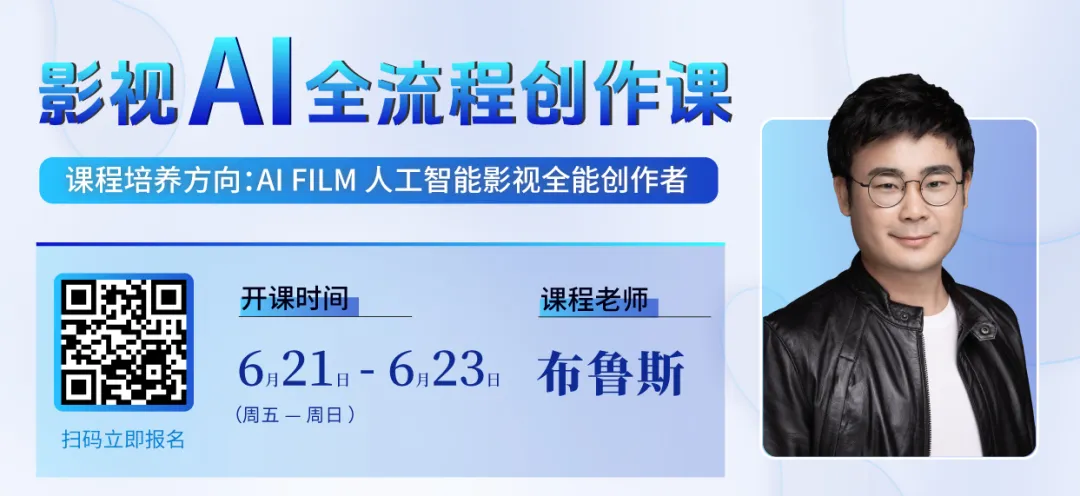 影视AI全流程创作课
课程培养方向:AI FILM 人工智能影视全能创作者
开课时间
课程老师
6月21日 - 6月23日
布鲁斯
(周五 — 周日)
扫码立即报名